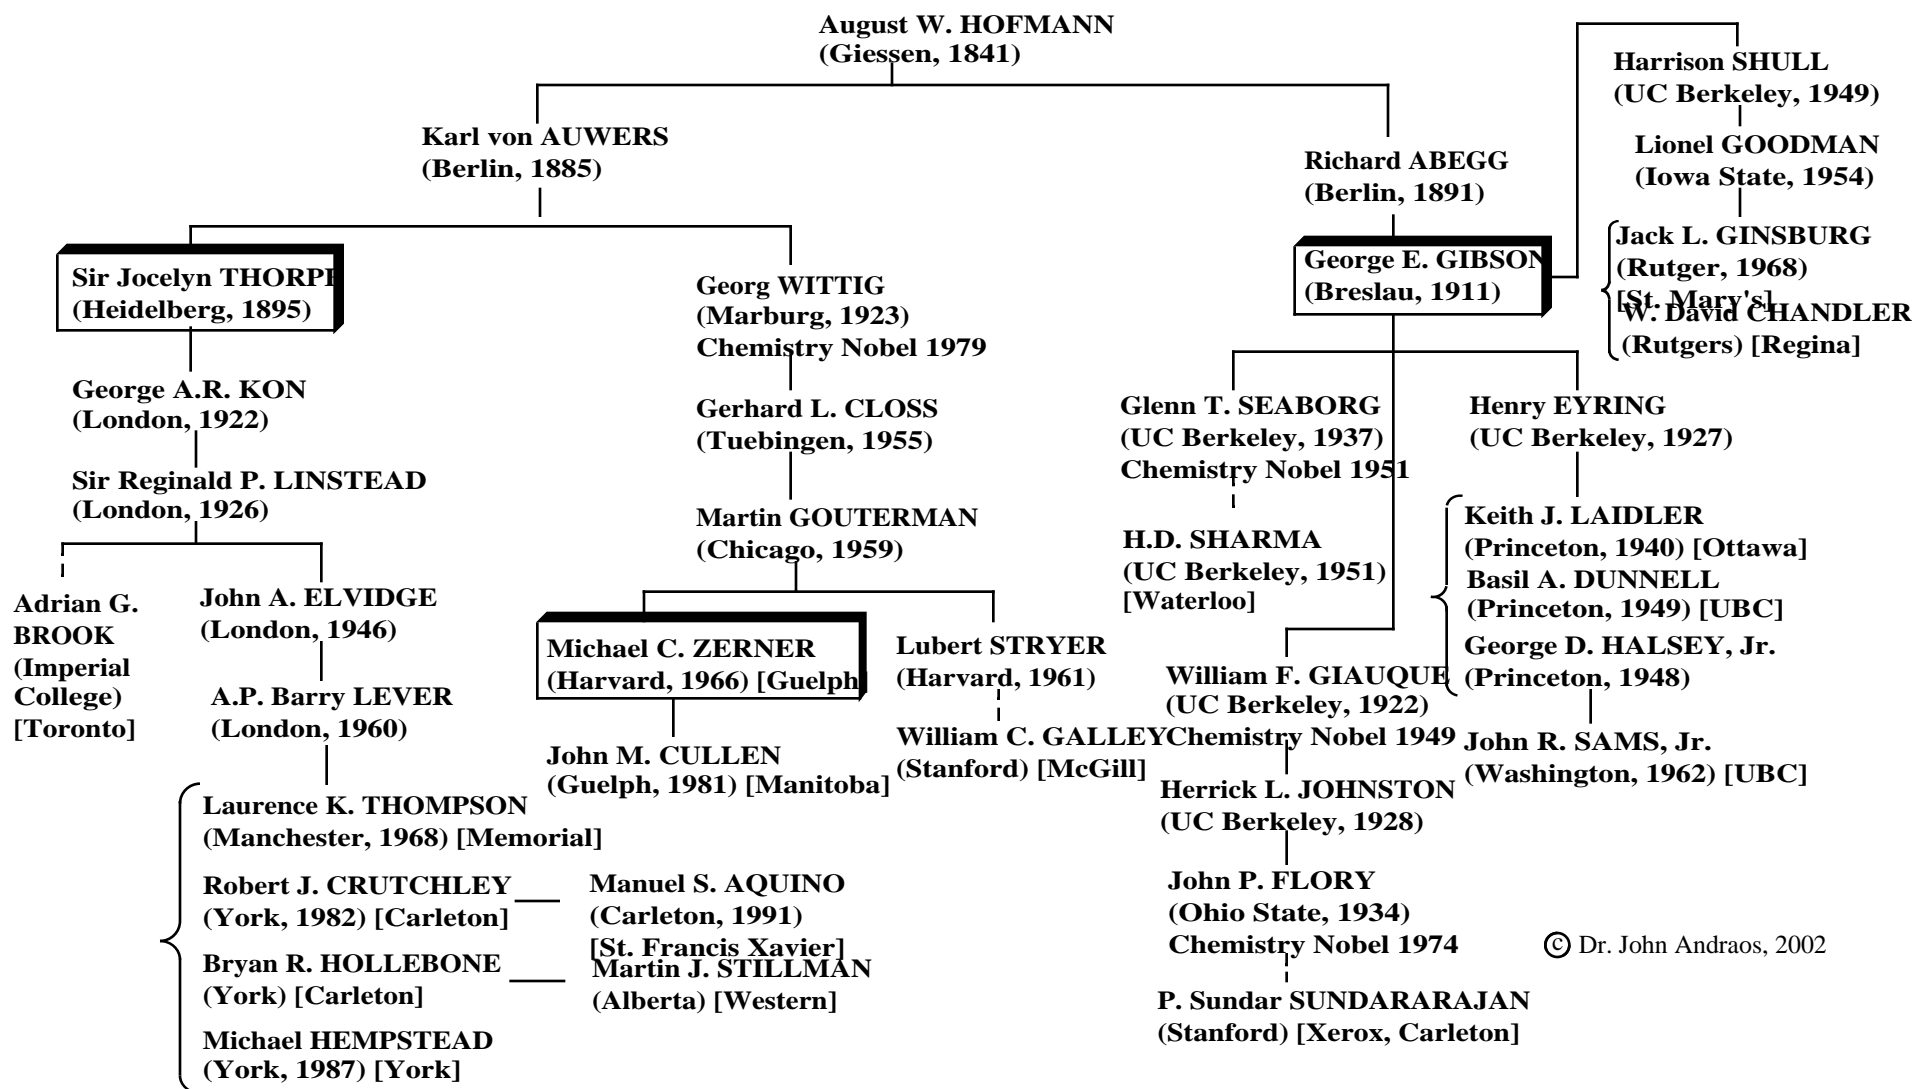 August W. HOFMANN
(Giessen, 1841)
Harrison SHULL
(UC Berkeley, 1949)
Karl von AUWERS
(Berlin, 1885)
Lionel GOODMAN
(Iowa State, 1954)
Richard ABEGG
(Berlin, 1891)
Jack L. GINSBURG
(Rutger, 1968)
[St. Mary's]
W. David CHANDLER
(Rutgers) [Regina]
Sir Jocelyn THORPE
(Heidelberg, 1895)
Georg WITTIG
(Marburg, 1923)
Chemistry Nobel 1979
George E. GIBSON
(Breslau, 1911)
George A.R. KON
(London, 1922)
Gerhard L. CLOSS
(Tuebingen, 1955)
Glenn T. SEABORG
(UC Berkeley, 1937)
Chemistry Nobel 1951
Henry EYRING
(UC Berkeley, 1927)
Sir Reginald P. LINSTEAD
(London, 1926)
Martin GOUTERMAN
(Chicago, 1959)
H.D. SHARMA
(UC Berkeley, 1951)
[Waterloo]
Keith J. LAIDLER
(Princeton, 1940) [Ottawa]
Basil A. DUNNELL
(Princeton, 1949) [UBC]
George D. HALSEY, Jr.
(Princeton, 1948)
Adrian G.
BROOK
(Imperial
College)
[Toronto]
John A. ELVIDGE
(London, 1946)
Michael C. ZERNER
(Harvard, 1966) [Guelph]
Lubert STRYER
(Harvard, 1961)
William F. GIAUQUE
(UC Berkeley, 1922)
Chemistry Nobel 1949
A.P. Barry LEVER
(London, 1960)
John M. CULLEN
(Guelph, 1981) [Manitoba]
William C. GALLEY
(Stanford) [McGill]
John R. SAMS, Jr.
(Washington, 1962) [UBC]
Herrick L. JOHNSTON
(UC Berkeley, 1928)
Laurence K. THOMPSON
(Manchester, 1968) [Memorial]
Robert J. CRUTCHLEY
(York, 1982) [Carleton]
Manuel S. AQUINO
(Carleton, 1991)
[St. Francis Xavier]
John P. FLORY
(Ohio State, 1934)
Chemistry Nobel 1974
© Dr. John Andraos, 2002
Bryan R. HOLLEBONE
(York) [Carleton]
Martin J. STILLMAN
(Alberta) [Western]
P. Sundar SUNDARARAJAN
(Stanford) [Xerox, Carleton]
Michael HEMPSTEAD
(York, 1987) [York]